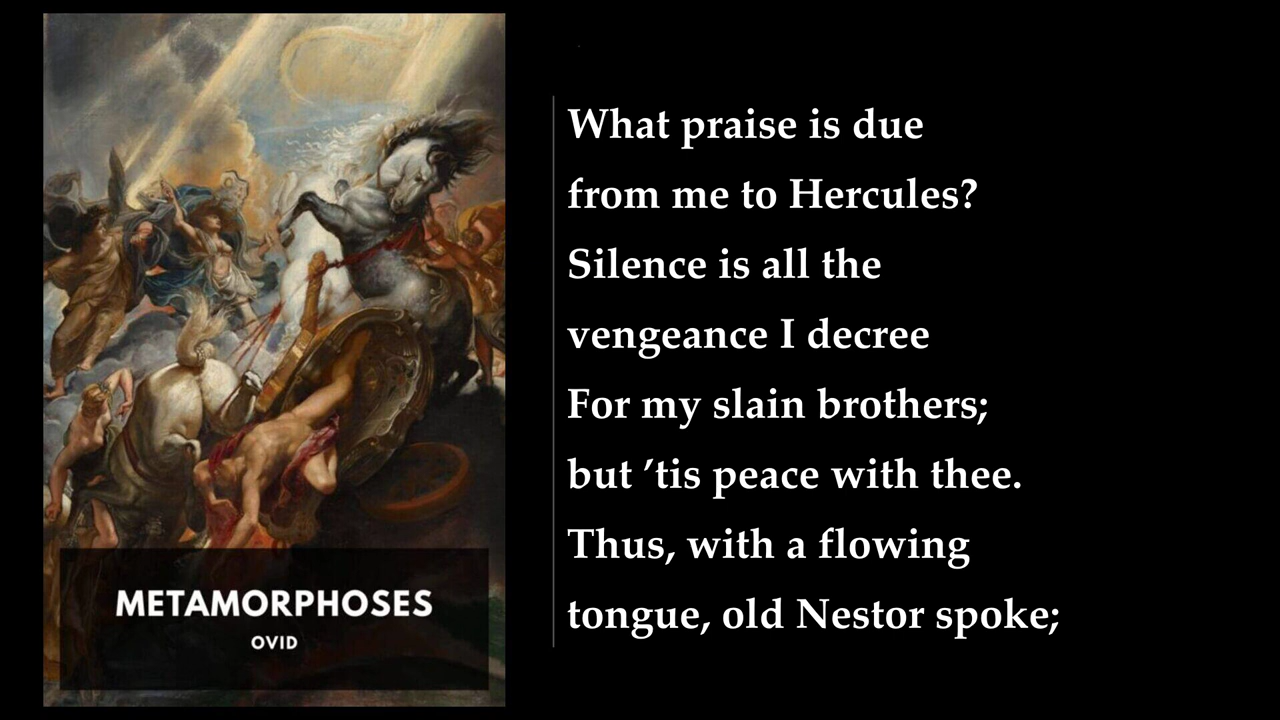 METAMORPHOSES
OVID
What praise is due
from me to Hercules?
Silence is all the
vengeance I decree
For my slain brothers;
but ’tis peace with thee.
Thus, with a flowing
tongue, old Nestor spoke;